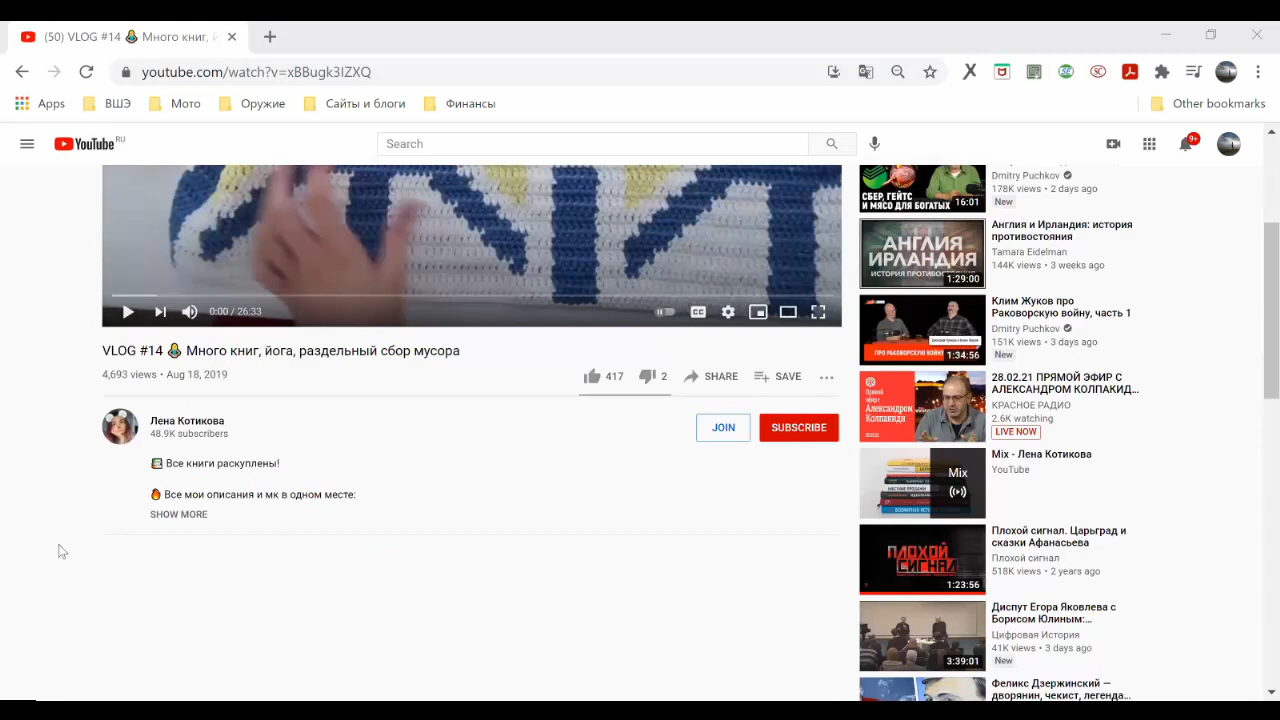 (50) VLOG #14 Много книг, й
youtube.com/watch?v=xBBugk3IZXQ
Apps ВШЭ Мото Оружие Сайты и блоги Финансы Other bookmarks
YouTube RU
Search
9+
0:00 / 26:33
CC
VLOG #14 Много книг, йога, раздельный сбор мусора
4,693 views • Aug 18, 2019
417 2 SHARE SAVE
Лена Котикова
48.9K subscribers
JOIN SUBSCRIBE
Все книги раскуплены!
Все мои описания и мк в одном месте:
SHOW MORE
СБЕР, ГЕЙТС
И МЯСО ДЛЯ БОГАТЫХ
16:01
Dmitry Puchkov
178K views • 2 days ago
New
АНГЛИЯ
ИРЛАНДИЯ
ИСТОРИЯ ПРОТИВОСТОЯНИЯ
1:29:00
Англия и Ирландия: история
противостояния
Tamara Eidelman
144K views • 3 weeks ago
ПРО РАКОВОРСКУЮ ВОЙНУ
1:34:56
Клим Жуков про
Раковорскую войну, часть 1
Dmitry Puchkov
151K views • 3 days ago
New
Прямой
эфир с
Александром
Колпакиди
28.02.21 ПРЯМОЙ ЭФИР С
АЛЕКСАНДРОМ КОЛПАКИД...
КРАСНОЕ РАДИО
2.6K watching
LIVE NOW
Mix
Mix - Лена Котикова
YouTube
ПЛОХОЙ
СИГНАЛ
1:23:56
Плохой сигнал. Царьград и
сказки Афанасьева
Плохой сигнал
518K views • 2 years ago
3:39:01
Диспут Егора Яковлева с
Борисом Юлиным:...
Цифровая История
41K views • 3 days ago
New
Феликс Дзержинский —
дворянин, чекист, легенда...